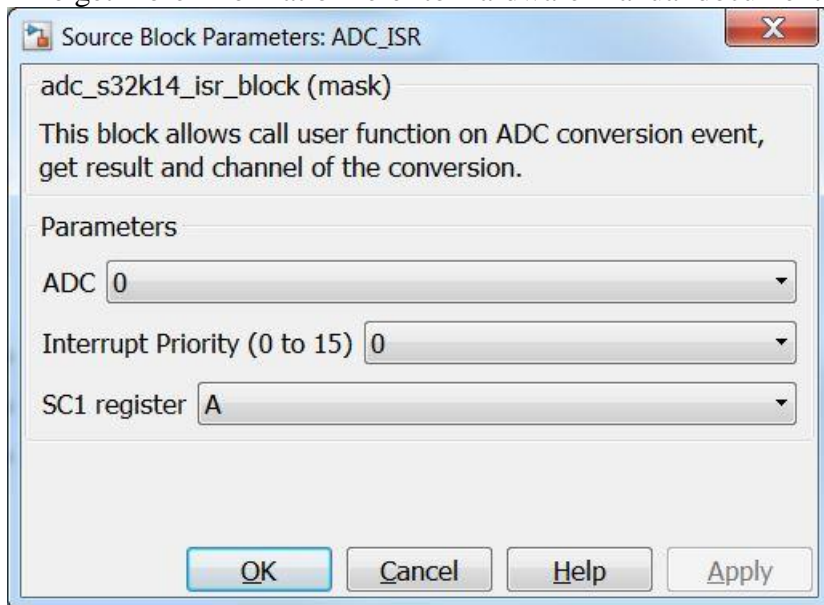 Source Block Parameters: ADC_ISR
adc_s32k14_isr_block (mask)
This block allows call user function on ADC conversion event,
get result and channel of the conversion.
Parameters
ADC 0
Interrupt Priority (0 to 15) 0
SC1 register A
OK Cancel Help Apply